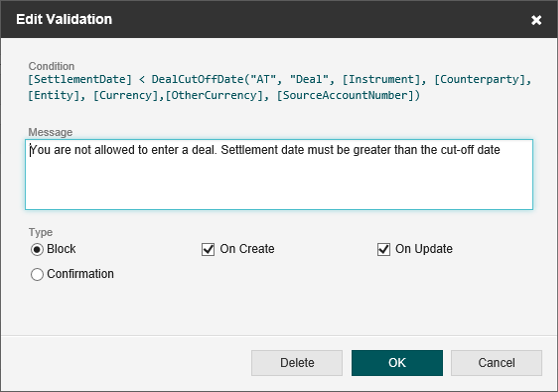 Edit Validation
Condition
[SettlementDate] < DealCutOffDate("AT", "Deal", [Instrument], [Counterparty],
[Entity], [Currency],[OtherCurrency], [SourceAccountNumber])
Message
You are not allowed to enter a deal. Settlement date must be greater than the cut-off date
Type
Block On Create On Update
Confirmation
Delete OK Cancel